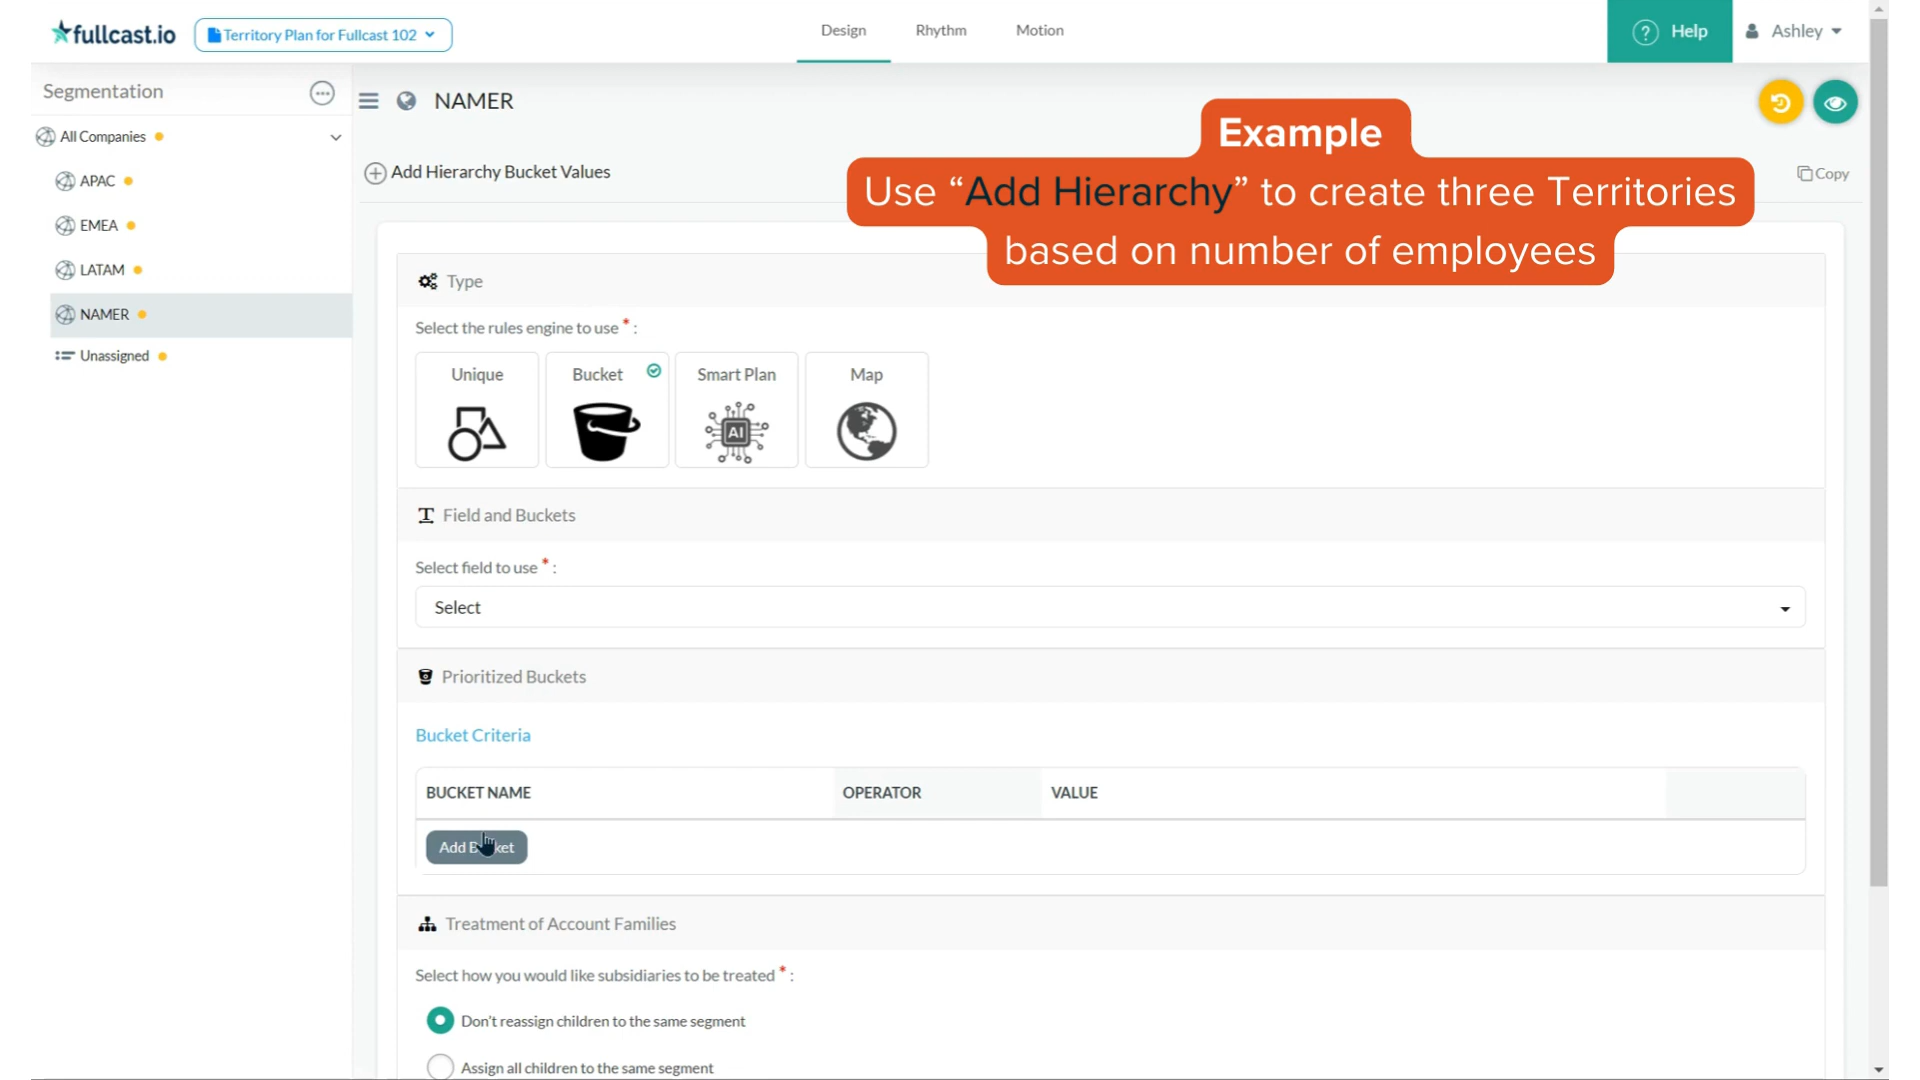 fullcast.io
Territory Plan for Fullcast 102
Design
Rhythm
Motion
? Help
Ashley
Segmentation
NAMER
Example
All Companies
APAC
Add Hierarchy Bucket Values
Use “Add Hierarchy” to create three Territories
Copy
EMEA
based on number of employees
LATAM
Type
NAMER
Select the rules engine to use * :
Unassigned
Unique
Bucket
Smart Plan
Map
AI
Field and Buckets
Select field to use * :
Select
Prioritized Buckets
Bucket Criteria
BUCKET NAME
OPERATOR
VALUE
Add Bucket
Treatment of Account Families
Select how you would like subsidiaries to be treated * :
Don't reassign children to the same segment
Assign all children to the same segment